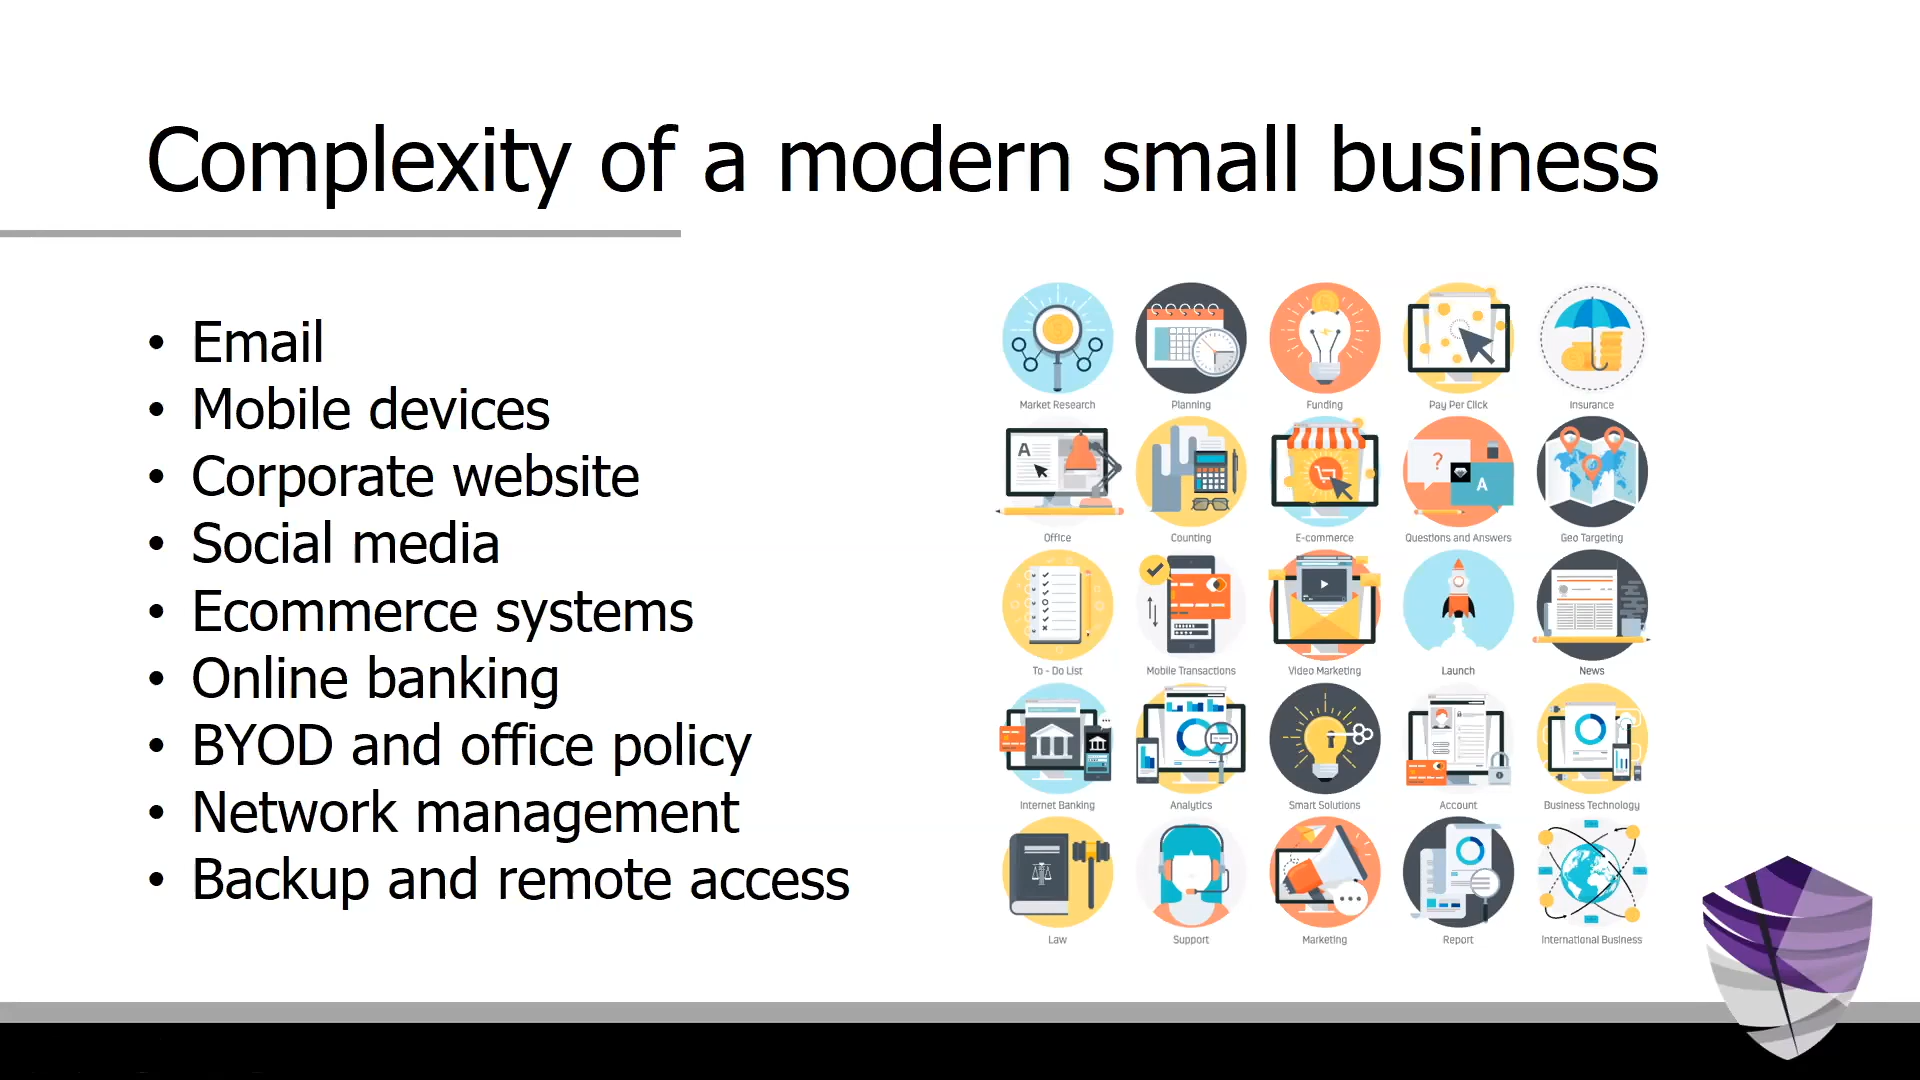 Complexity of a modern small business
• Email
• Mobile devices
• Corporate website
• Social media
• Ecommerce systems
• Online banking
• BYOD and office policy
• Network management
• Backup and remote access
Market Research
Planning
Funding
Pay Per Click
Insurance
A
?
A
Office
Counting
E-commerce
Questions and Answers
Geo Targeting
To - Do List
Mobile Transactions
Video Marketing
Launch
News
Internet Banking
Analytics
Smart Solutions
Account
Business Technology
Law
Support
Marketing
Report
International Business